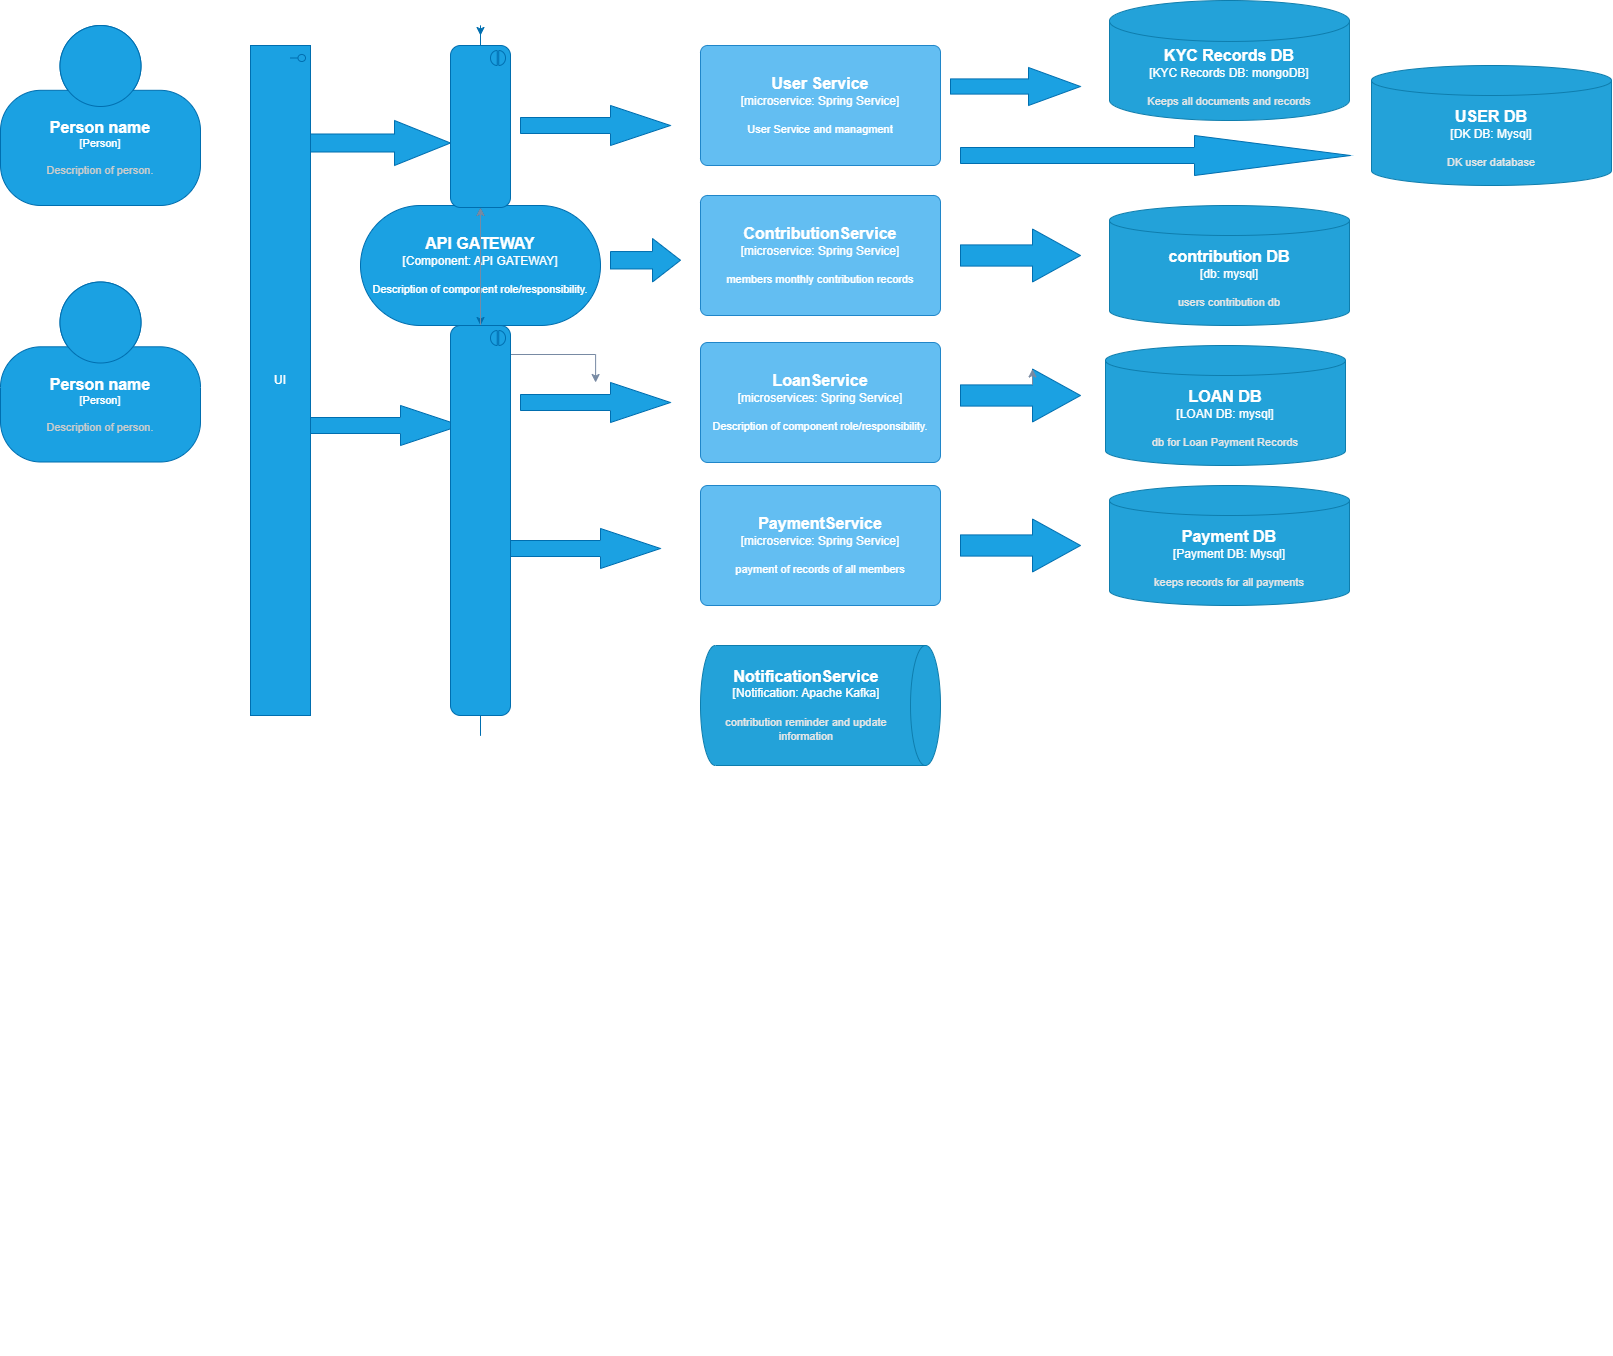 Person name
[Person]
Description of person.
Person name
[Person]
Description of person.
UI
API GATEWAY
[Component: API GATEWAY]
Description of component role/responsibility.
User Service
[microservice: Spring Service]
User Service and managment
ContributionService
[microservice: Spring Service]
members monthly contribution records
LoanService
[microservices: Spring Service]
Description of component role/responsibility.
PaymentService
[microservice: Spring Service]
payment of records of all members
NotificationService
[Notification: Apache Kafka]
contribution reminder and update
information
KYC Records DB
[KYC Records DB: mongoDB]
Keeps all documents and records
USER DB
[DK DB: Mysql]
DK user database
contribution DB
[db: mysql]
users contribution db
LOAN DB
[LOAN DB: mysql]
db for Loan Payment Records
Payment DB
[Payment DB: Mysql]
keeps records for all payments